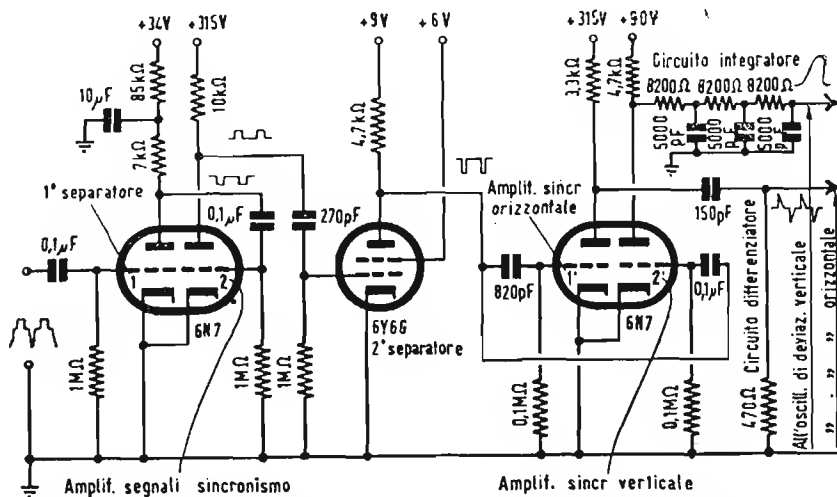 +34V
+315V
+9V
+6V
+315V
+90V
Circuito integratore
85kΩ
10kΩ
4,7kΩ
3,3kΩ
4,7kΩ
8200Ω
8200Ω
8200Ω
10µF
7kΩ
5000 pF
5000 pF
5000 pF
1° separatore
0,1µF
270pF
Amplif. sincr orizzontale
150pF
0,1µF
1
2
6N7
6Y6G
2° separatore
820pF
1'
2'
6N7
0,1µF
1MΩ
1MΩ
1MΩ
0,1MΩ
0,1MΩ
470Ω
Circuito differenziatore
All'oscill. di deviaz. verticale
" . " " orizzontale
Amplif. segnali sincronismo
Amplif. sincr verticale